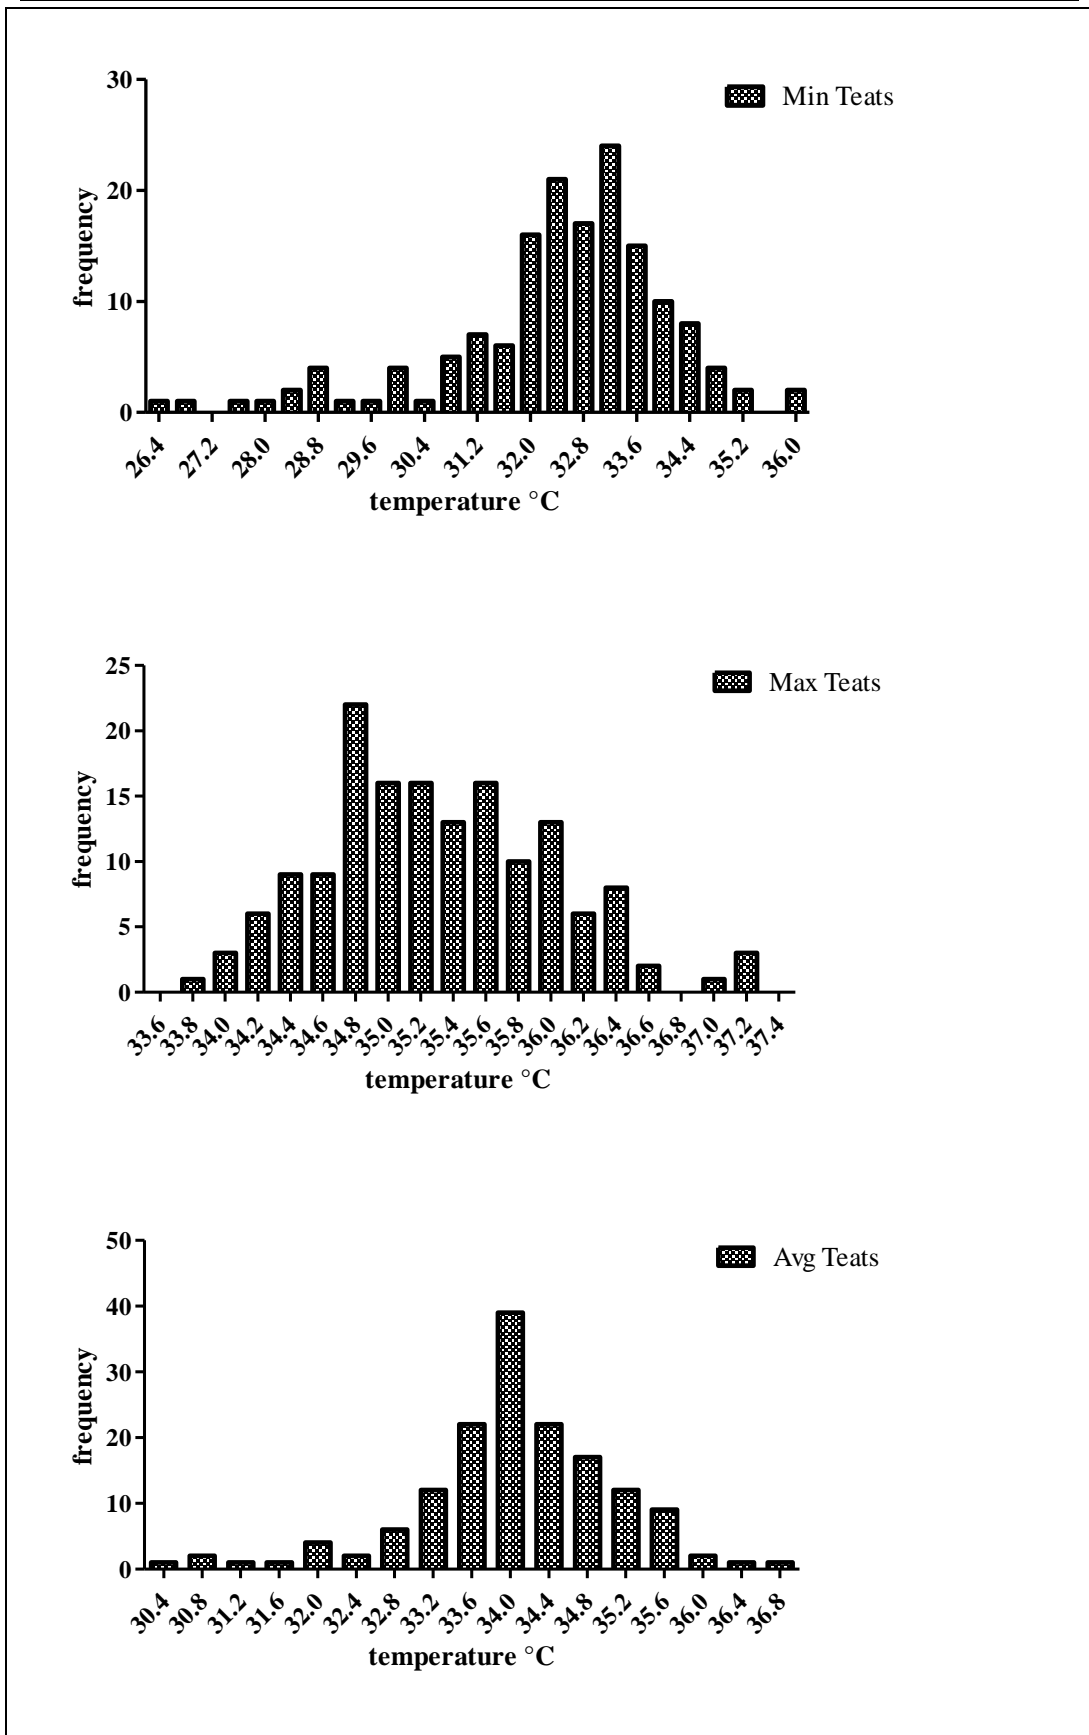 30
Min Teats
20
frequency
10
0
26.4 27.2 28.0 28.8 29.6 30.4 31.2 32.0 32.8 33.6 34.4 35.2 36.0
temperature °C
25
Max Teats
20
15
frequency
10
5
0
33.6 33.8 34.0 34.2 34.4 34.6 34.8 35.0 35.2 35.4 35.6 35.8 36.0 36.2 36.4 36.6 36.8 37.0 37.2 37.4
temperature °C
50
Avg Teats
40
30
frequency
20
10
0
30.4 30.8 31.2 31.6 32.0 32.4 32.8 33.2 33.6 34.0 34.4 34.8 35.2 35.6 36.0 36.4 36.8
temperature °C